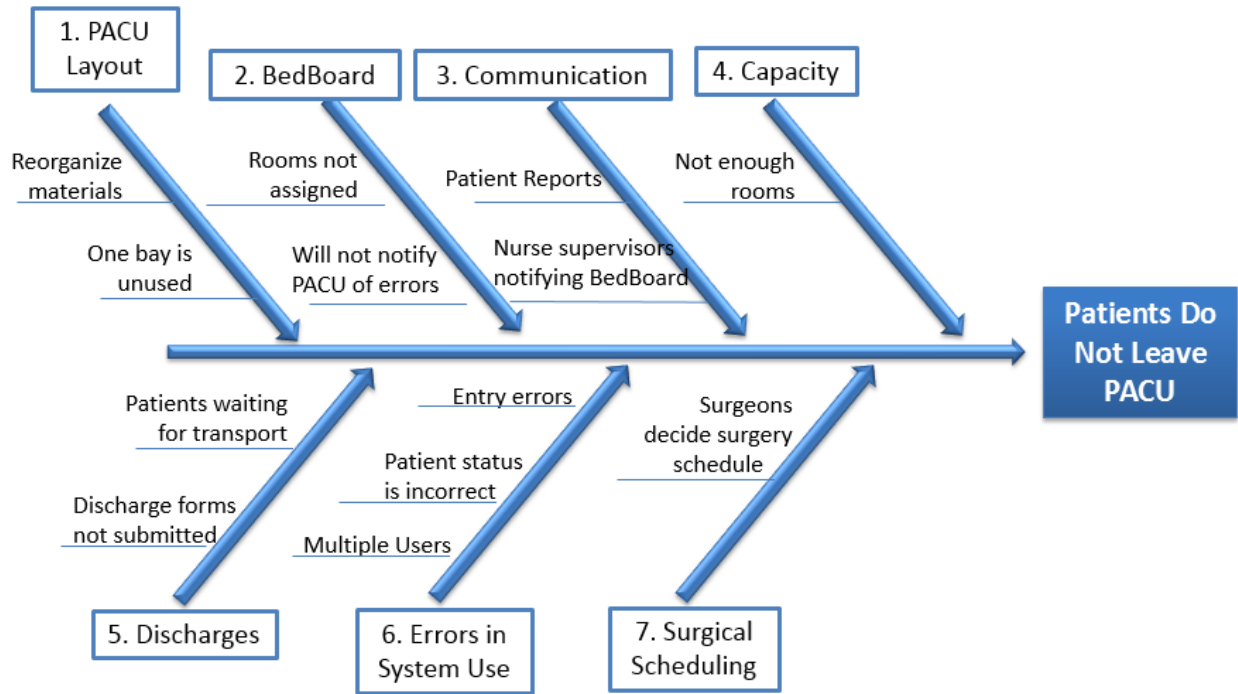 1. PACU
Layout
2. BedBoard
3. Communication
4. Capacity
Reorganize
materials
One bay is
unused
Rooms not
assigned
Will not notify
PACU of errors
Patient Reports
Nurse supervisors
notifying BedBoard
Not enough
rooms
Patients Do
Not Leave
PACU
Patients waiting
for transport
Discharge forms
not submitted
Entry errors
Patient status
is incorrect
Multiple Users
Surgeons
decide surgery
schedule
5. Discharges
6. Errors in
System Use
7. Surgical
Scheduling